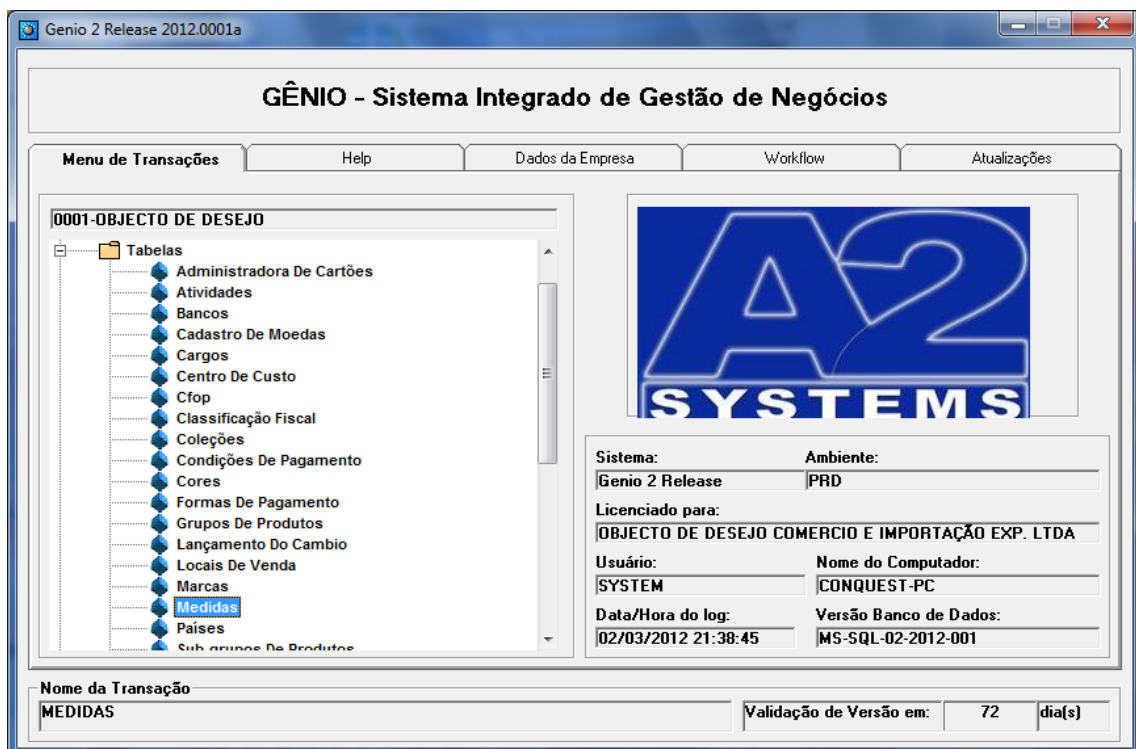 Genio 2 Release 2012.0001a
GÊNIO - Sistema Integrado de Gestão de Negócios
Menu de Transações
Help
Dados da Empresa
Workflow
Atualizações
0001-OBJECTO DE DESEJO
Tabelas
Administradora De Cartões
Atividades
Bancos
Cadastro De Moedas
Cargos
Centro De Custo
Cfop
Classificação Fiscal
Coleções
Condições De Pagamento
Cores
Formas De Pagamento
Grupos De Produtos
Lançamento Do Cambio
Locais De Venda
Marcas
Medidas
Países
Sub grupos De Produtos
A2
SYSTEMS
Sistema: Ambiente:
Genio 2 Release PRD
Licenciado para:
OBJECTO DE DESEJO COMERCIO E IMPORTAÇÃO EXP. LTDA
Usuário: Nome do Computador:
SYSTEM CONQUEST-PC
Data/Hora do log: Versão Banco de Dados:
02/03/2012 21:38:45 MS-SQL-02-2012-001
Nome da Transação
MEDIDAS Validação de Versão em: 72 dia(s)